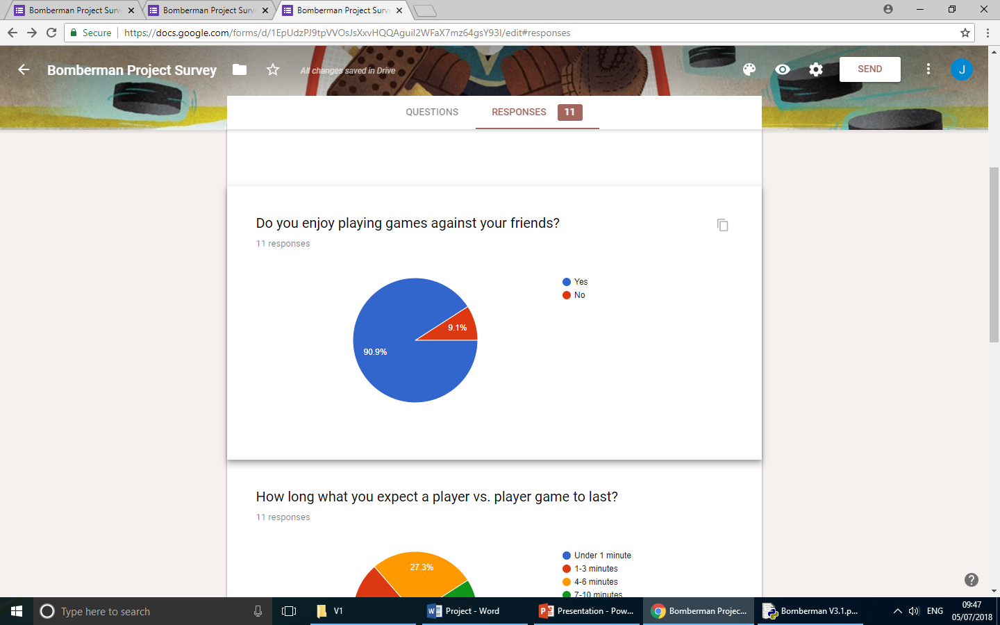 Bomberman Project Surve
Bomberman Project Surve
Bomberman Project Surve
Secure
https://docs.google.com/forms/d/1EpUdzPJ9tpVVOsJsXxvHQQAguil2WFaX7mz64gsY93I/edit#responses
Bomberman Project Survey
All changes saved in Drive
SEND
J
QUESTIONS
RESPONSES 11
Do you enjoy playing games against your friends?
11 responses
Yes
No
9.1%
90.9%
How long what you expect a player vs. player game to last?
11 responses
27.3%
Under 1 minute
1-3 minutes
4-6 minutes
7-10 minutes
Type here to search
V1
Project - Word
Presentation - Pow...
Bomberman Projec...
Bomberman V3.1.p...
ENG
09:47
05/07/2018